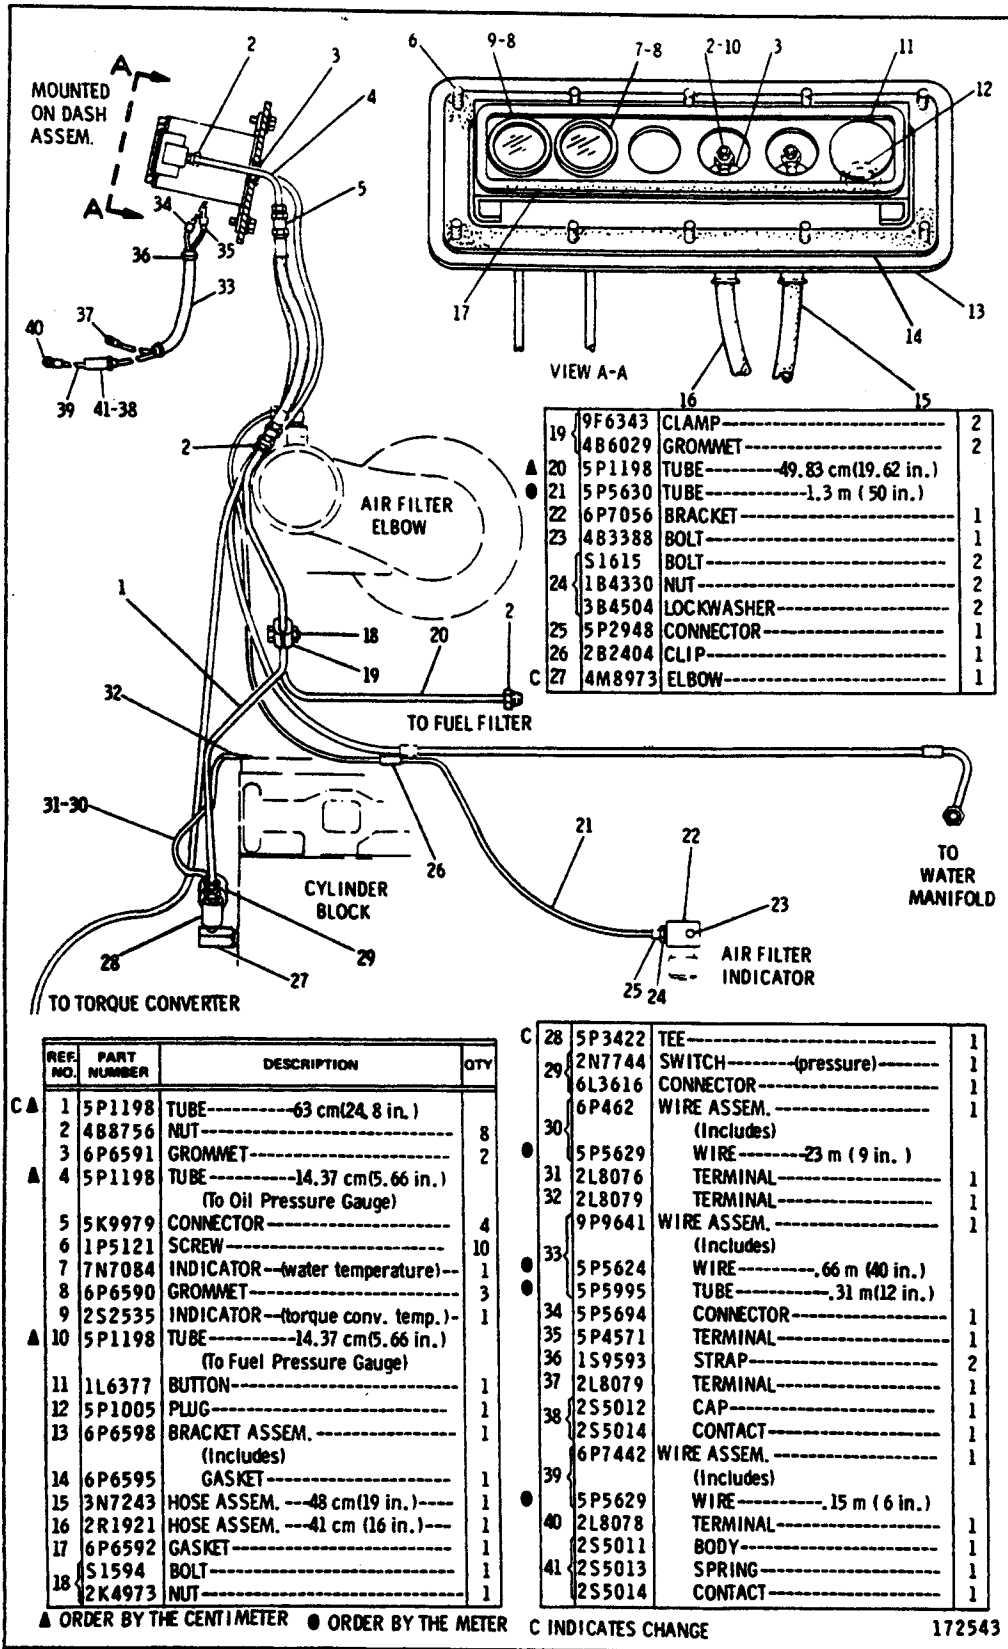 A
2
3
4
5
MOUNTED
ON DASH
ASSEM.
A
34
35
36
33
37
40
39
41-38
2
6
9-8
7-8
2-10
3
11
12
17
13
14
VIEW A-A
16
15
AIR FILTER
ELBOW
1
18
19
20
2
TO FUEL FILTER
32
31-30
26
21
22
23
TO
WATER
MANIFOLD
CYLINDER
BLOCK
28
27
29
25
24
AIR FILTER
INDICATOR
TO TORQUE CONVERTER
19 9F6343 CLAMP 2
4B6029 GROMMET 2
▲ 20 5P1198 TUBE 49.83 cm(19.62 in.)
● 21 5P5630 TUBE 1.3 m ( 50 in.)
22 6P7056 BRACKET 1
23 4B3388 BOLT 1
24 S1615 BOLT 2
1B4330 NUT 2
3B4504 LOCKWASHER 2
25 5P2948 CONNECTOR 1
26 2B2404 CLIP 1
C 27 4M8973 ELBOW 1
REF. NO. PART NUMBER DESCRIPTION QTY
C▲ 1 5P1198 TUBE 63 cm(24.8 in.)
2 4B8756 NUT 8
3 6P6591 GROMMET 2
▲ 4 5P1198 TUBE 14.37 cm(5.66 in.)
(To Oil Pressure Gauge)
5 5K9979 CONNECTOR 4
6 1P5121 SCREW 10
7 7N7084 INDICATOR (water temperature) 1
8 6P6590 GROMMET 3
9 2S2535 INDICATOR (torque conv. temp.) 1
▲ 10 5P1198 TUBE 14.37 cm(5.66 in.)
(To Fuel Pressure Gauge)
11 1L6377 BUTTON 1
12 5P1005 PLUG 1
13 6P6598 BRACKET ASSEM. 1
(Includes)
14 6P6595 GASKET 1
15 3N7243 HOSE ASSEM. 48 cm(19 in.) 1
16 2R1921 HOSE ASSEM. 41 cm (16 in.) 1
17 6P6592 GASKET 1
18 S1594 BOLT 1
2K4973 NUT 1
C 28 5P3422 TEE 1
29 2N7744 SWITCH (pressure) 1
6L3616 CONNECTOR 1
30 6P462 WIRE ASSEM. 1
(Includes)
● 5P5629 WIRE 23 m ( 9 in. )
31 2L8076 TERMINAL 1
32 2L8079 TERMINAL 1
33 9P9641 WIRE ASSEM. 1
(Includes)
● 5P5624 WIRE .66 m (40 in.)
● 5P5995 TUBE .31 m(12 in.)
34 5P5694 CONNECTOR 1
35 5P4571 TERMINAL 1
36 1S9593 STRAP 2
37 2L8079 TERMINAL 1
38 2S5012 CAP 1
2S5014 CONTACT 1
39 6P7442 WIRE ASSEM. 1
(Includes)
● 5P5629 WIRE .15 m ( 6 in.)
40 2L8078 TERMINAL 1
41 2S5011 BODY 1
2S5013 SPRING 1
2S5014 CONTACT 1
▲ ORDER BY THE CENTIMETER ● ORDER BY THE METER C INDICATES CHANGE 172543